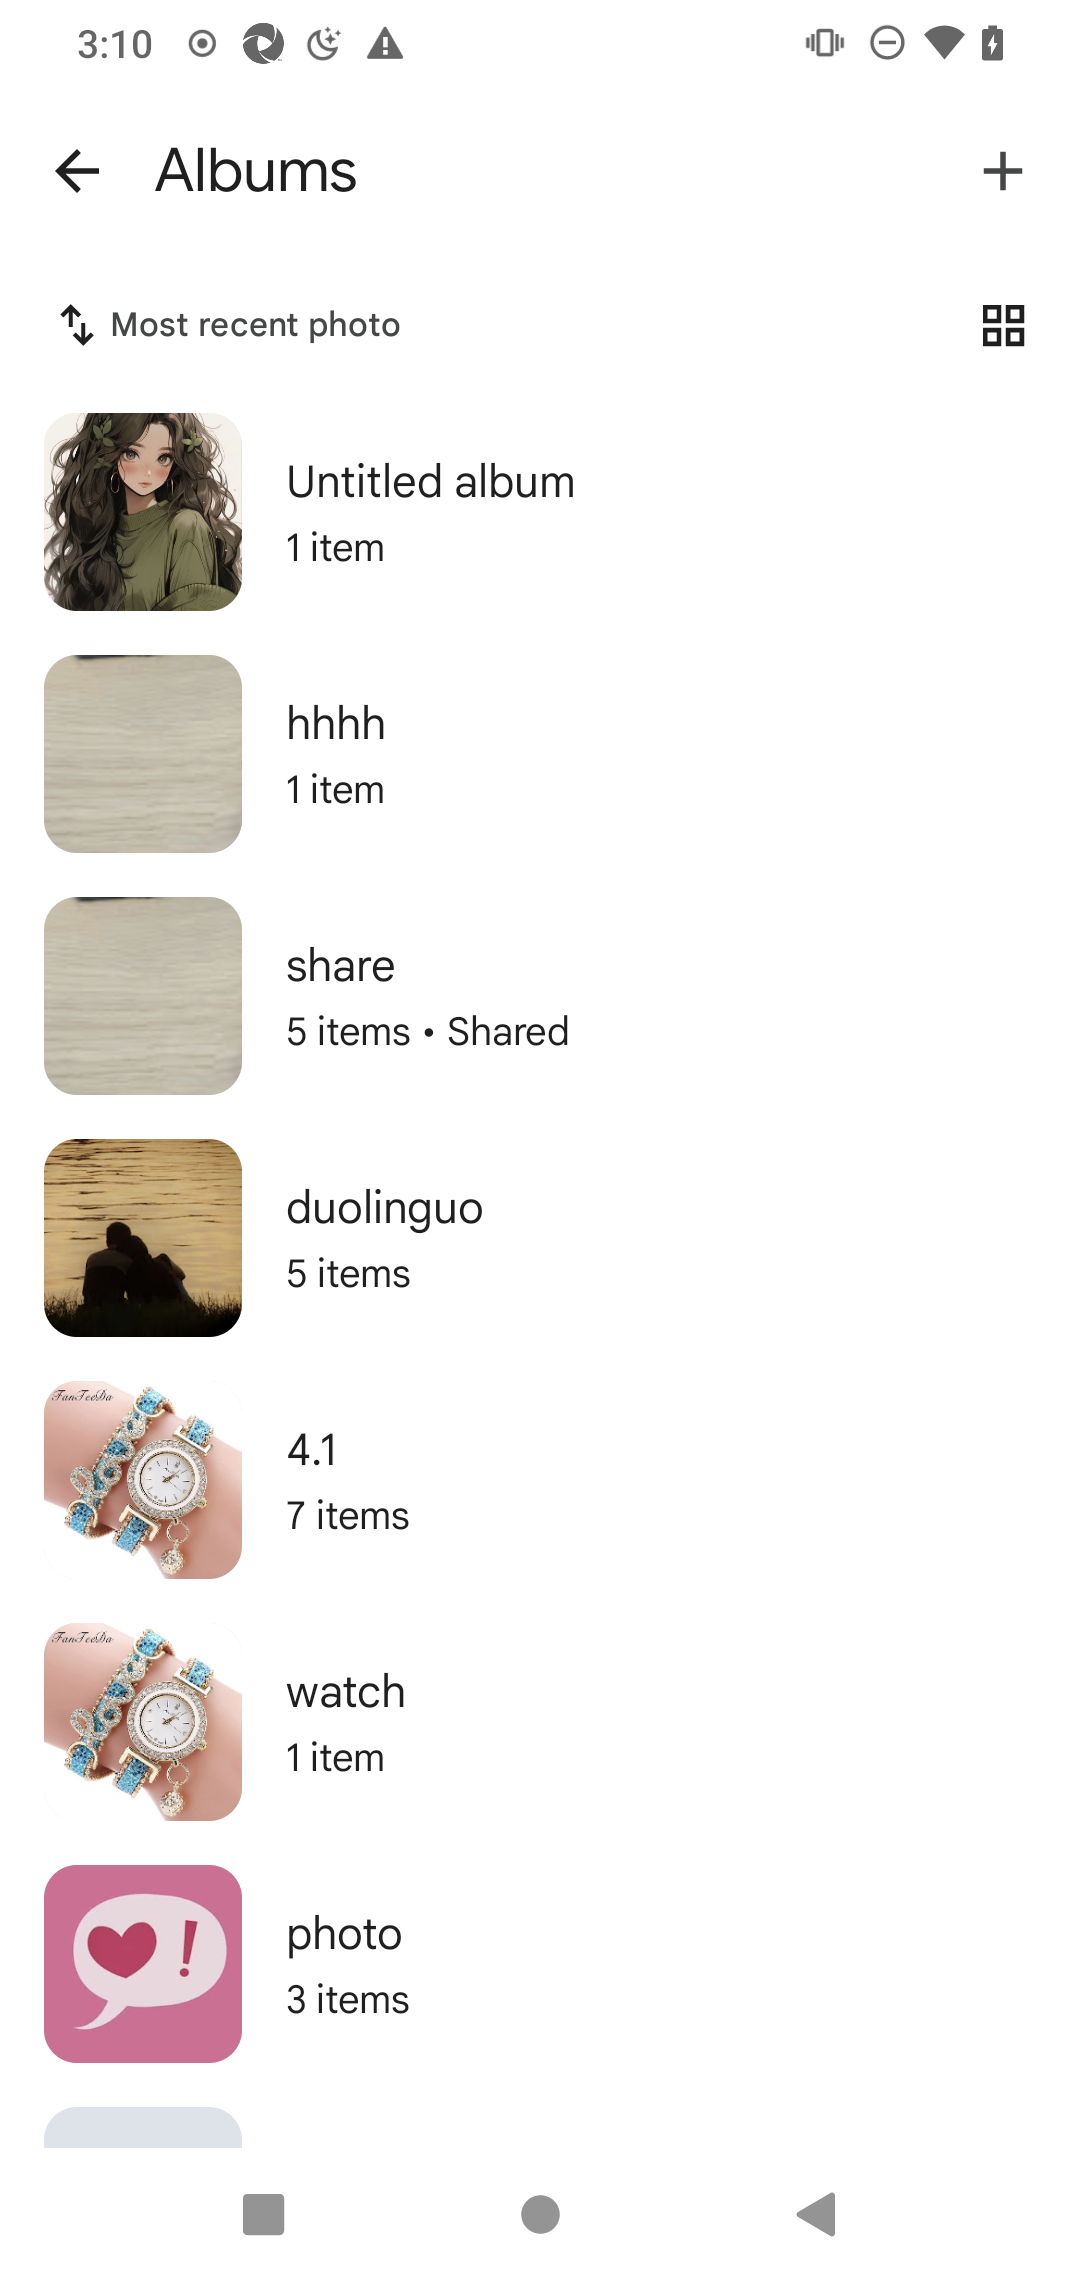 3:10
Albums
Most recent photo
Untitled album
1 item
hhhh
1 item
share
5 items • Shared
duolinguo
5 items
FanTeeDa
4.1
7 items
FanTeeDa
watch
1 item
photo
3 items